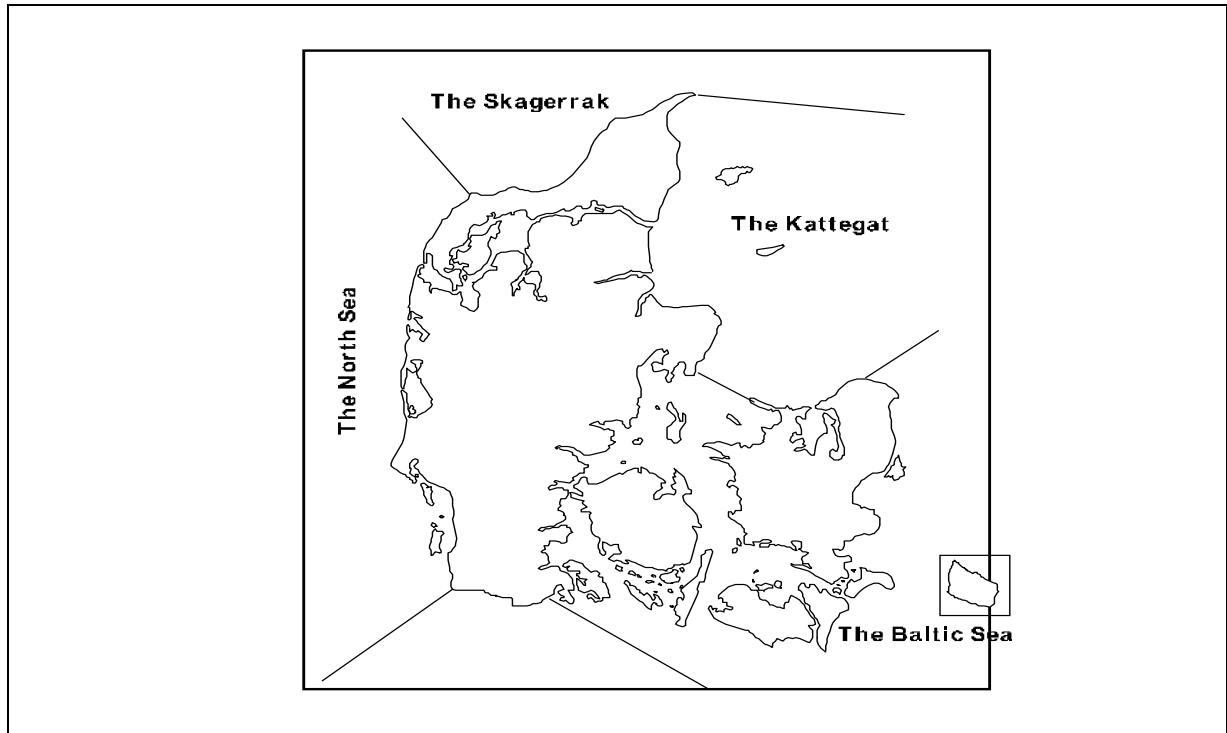 The Skagerrak
The Kattegat
The North Sea
The Baltic Sea